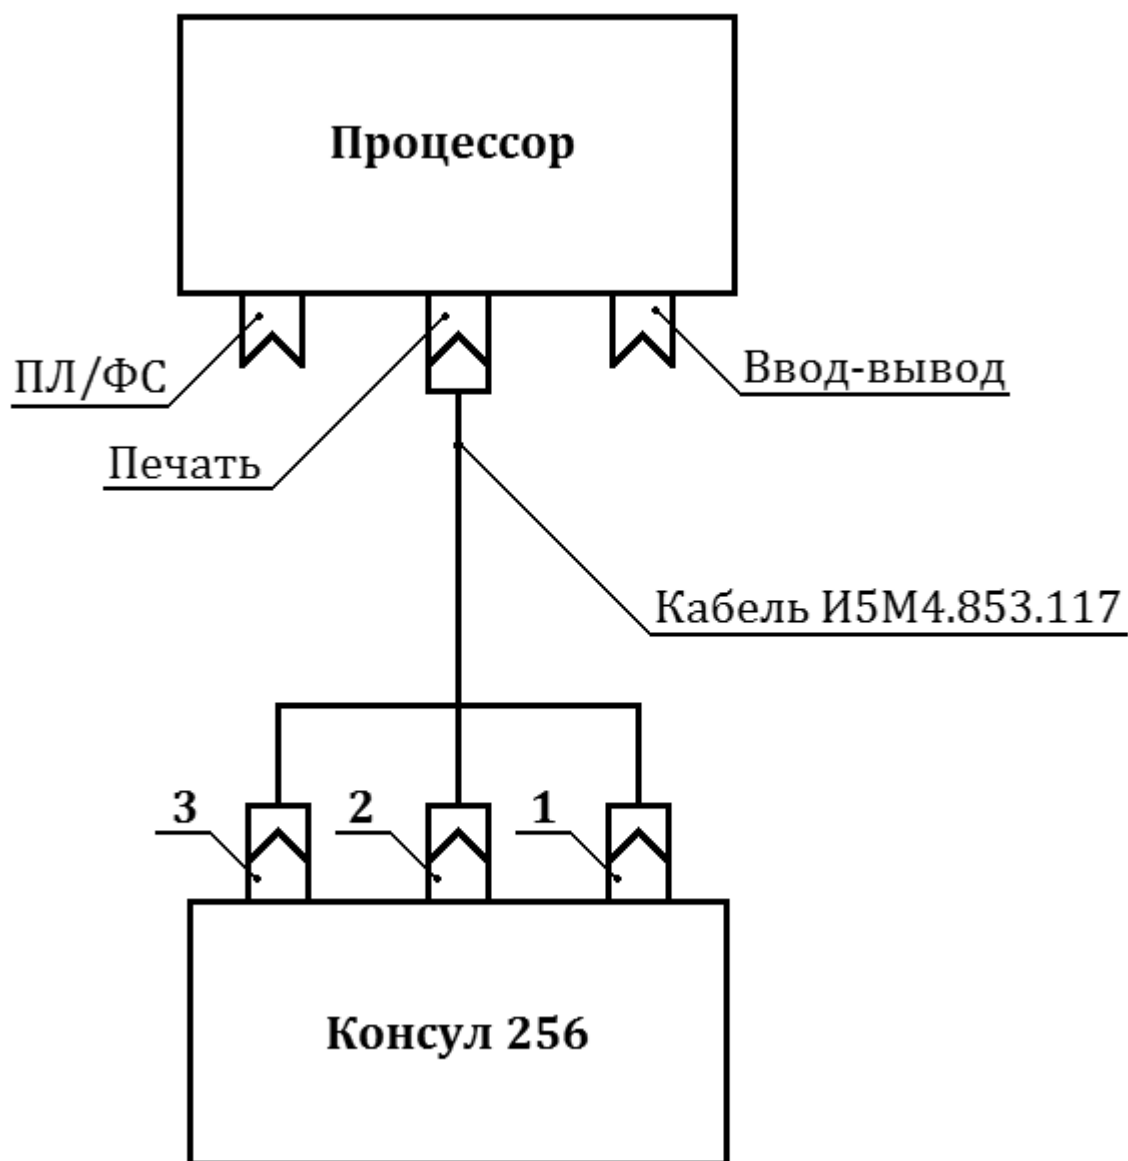 Процессор
ПЛ/ФС
Ввод-вывод
Печать
Кабель И5М4.853.117
3
2
1
Консул 256